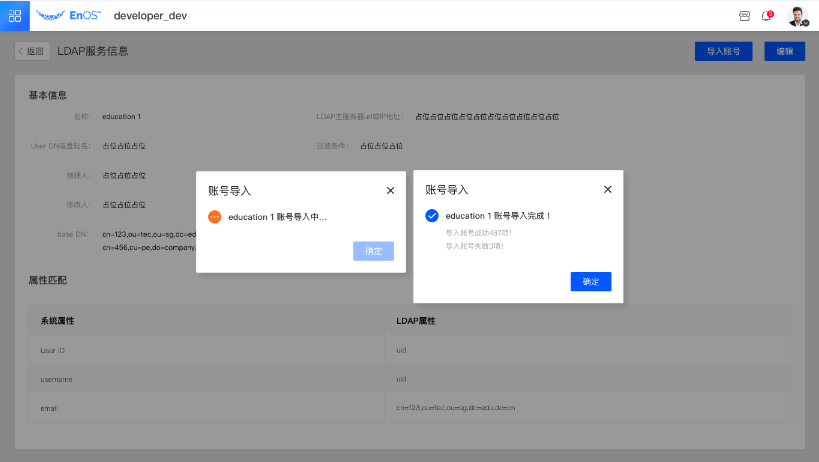 EnOS™ developer_dev
返回 LDAP服务信息 导入账号 编辑
基本信息
名称: education 1 LDAP主服务器url或IP地址: 占位占位占位占位占位占位占位占位占位占位
User DN或登陆名: 占位占位占位 过滤条件: 占位占位占位
创建人: 占位占位占位
修改人: 占位占位占位
base DN: cn=123,ou=tec,ou=sg,dc=ed
cn=456,cu=pe,do=company,
账号导入
education 1 账号导入中...
确定
账号导入
education 1 账号导入完成！
导入账号成功487项!
导入账号失败3项!
确定
属性匹配
系统属性 LDAP属性
User ID uid
username uid
email cn=123,ou=tec,ou=sg,dc=edu,dc=cn